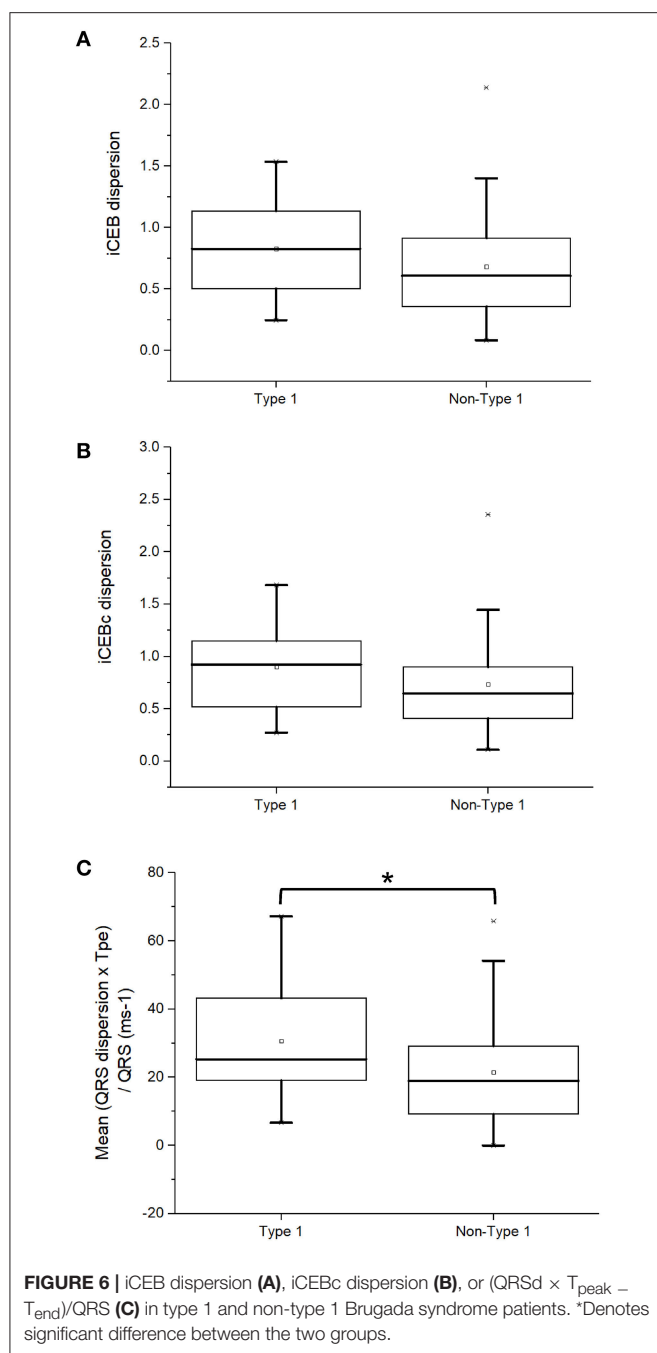 A
2.5
2.0
1.5
1.0
0.5
0.0
iCEB dispersion
Type 1 Non-Type 1
B
3.0
2.5
2.0
1.5
1.0
0.5
0.0
iCEBc dispersion
Type 1 Non-Type 1
C
80
60
40
20
0
-20
Mean (QRS dispersion x Tpe)
/ QRS (ms-1)
*
Type 1 Non-Type 1
FIGURE 6 | iCEB dispersion (A), iCEBc dispersion (B), or (QRSd × Tpeak −
Tend)/QRS (C) in type 1 and non-type 1 Brugada syndrome patients. *Denotes
significant difference between the two groups.